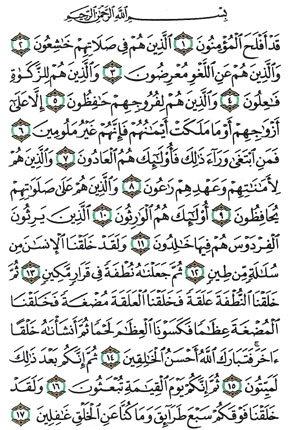 بِسْمِ اللَّهِ الرَّحْمَٰنِ الرَّحِيمِ
قَدْ أَفْلَحَ الْمُؤْمِنُونَ ١ الَّذِينَ هُمْ فِي صَلَاتِهِمْ خَاشِعُونَ ٢
وَالَّذِينَ هُمْ عَنِ اللَّغْوِ مُعْرِضُونَ ٣ وَالَّذِينَ هُمْ لِلزَّكَوٰةِ
فَاعِلُونَ ٤ وَالَّذِينَ هُمْ لِفُرُوجِهِمْ حَافِظُونَ ٥ إِلَّا عَلَىٰ
أَزْوَاجِهِمْ أَوْ مَا مَلَكَتْ أَيْمَانُهُمْ فَإِنَّهُمْ غَيْرُ مَلُومِينَ ٦
فَمَنِ ابْتَغَىٰ وَرَاءَ ذَٰلِكَ فَأُولَٰئِكَ هُمُ الْعَادُونَ ٧ وَالَّذِينَ هُمْ
لِأَمَانَاتِهِمْ وَعَهْدِهِمْ رَاعُونَ ٨ وَالَّذِينَ هُمْ عَلَىٰ صَلَوَاتِهِمْ
يُحَافِظُونَ ٩ أُولَٰئِكَ هُمُ الْوَارِثُونَ ١٠ الَّذِينَ يَرِثُونَ
الْفِرْدَوْسَ هُمْ فِيهَا خَالِدُونَ ١١ وَلَقَدْ خَلَقْنَا الْإِنسَانَ مِن
سُلَالَةٍ مِّن طِينٍ ١٢ ثُمَّ جَعَلْنَاهُ نُطْفَةً فِي قَرَارٍ مَّكِينٍ ١٣ ثُمَّ
خَلَقْنَا النُّطْفَةَ عَلَقَةً فَخَلَقْنَا الْعَلَقَةَ مُضْغَةً فَخَلَقْنَا
الْمُضْغَةَ عِظَامًا فَكَسَوْنَا الْعِظَامَ لَحْمًا ثُمَّ أَنشَأْنَاهُ خَلْقًا
ءَاخَرَ ۚ فَتَبَارَكَ اللَّهُ أَحْسَنُ الْخَالِقِينَ ١٤ ثُمَّ إِنَّكُم بَعْدَ ذَٰلِكَ
لَمَيِّتُونَ ١٥ ثُمَّ إِنَّكُمْ يَوْمَ الْقِيَامَةِ تُبْعَثُونَ ١٦ وَلَقَدْ
خَلَقْنَا فَوْقَكُمْ سَبْعَ طَرَائِقَ وَمَا كُنَّا عَنِ الْخَلْقِ غَافِلِينَ ١٧